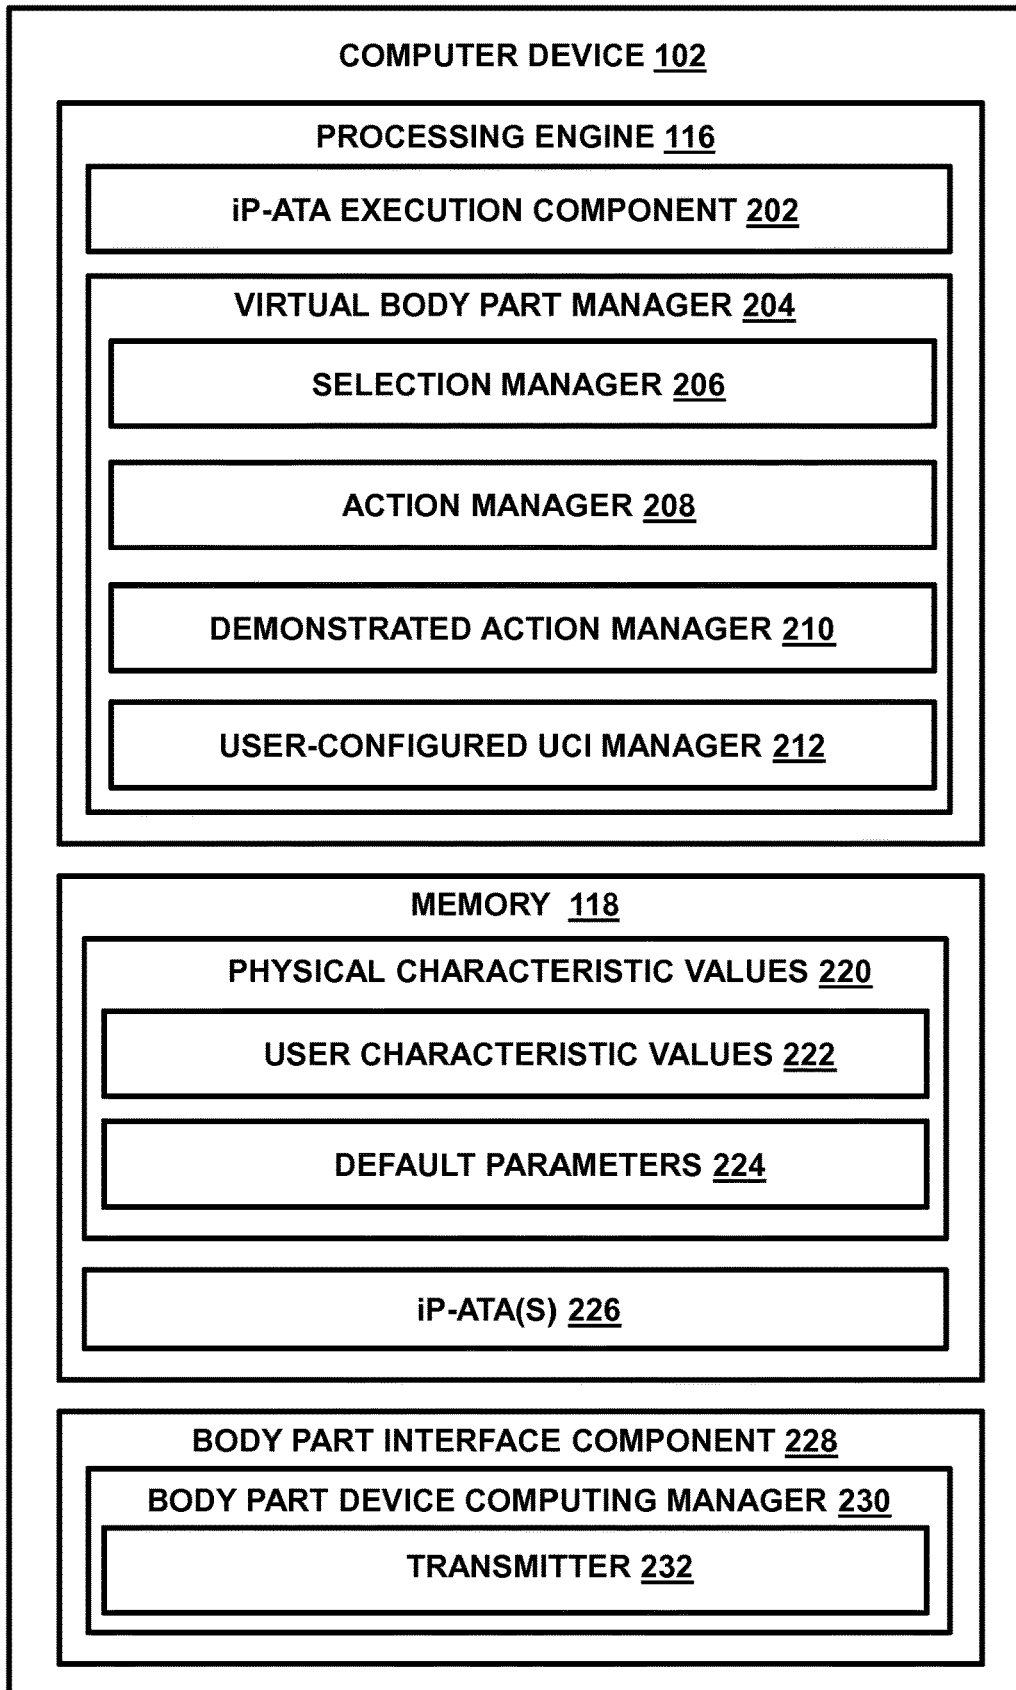 COMPUTER DEVICE 102
PROCESSING ENGINE 116
iP-ATA EXECUTION COMPONENT 202
VIRTUAL BODY PART MANAGER 204
SELECTION MANAGER 206
ACTION MANAGER 208
DEMONSTRATED ACTION MANAGER 210
USER-CONFIGURED UCI MANAGER 212
MEMORY 118
PHYSICAL CHARACTERISTIC VALUES 220
USER CHARACTERISTIC VALUES 222
DEFAULT PARAMETERS 224
iP-ATA(S) 226
BODY PART INTERFACE COMPONENT 228
BODY PART DEVICE COMPUTING MANAGER 230
TRANSMITTER 232